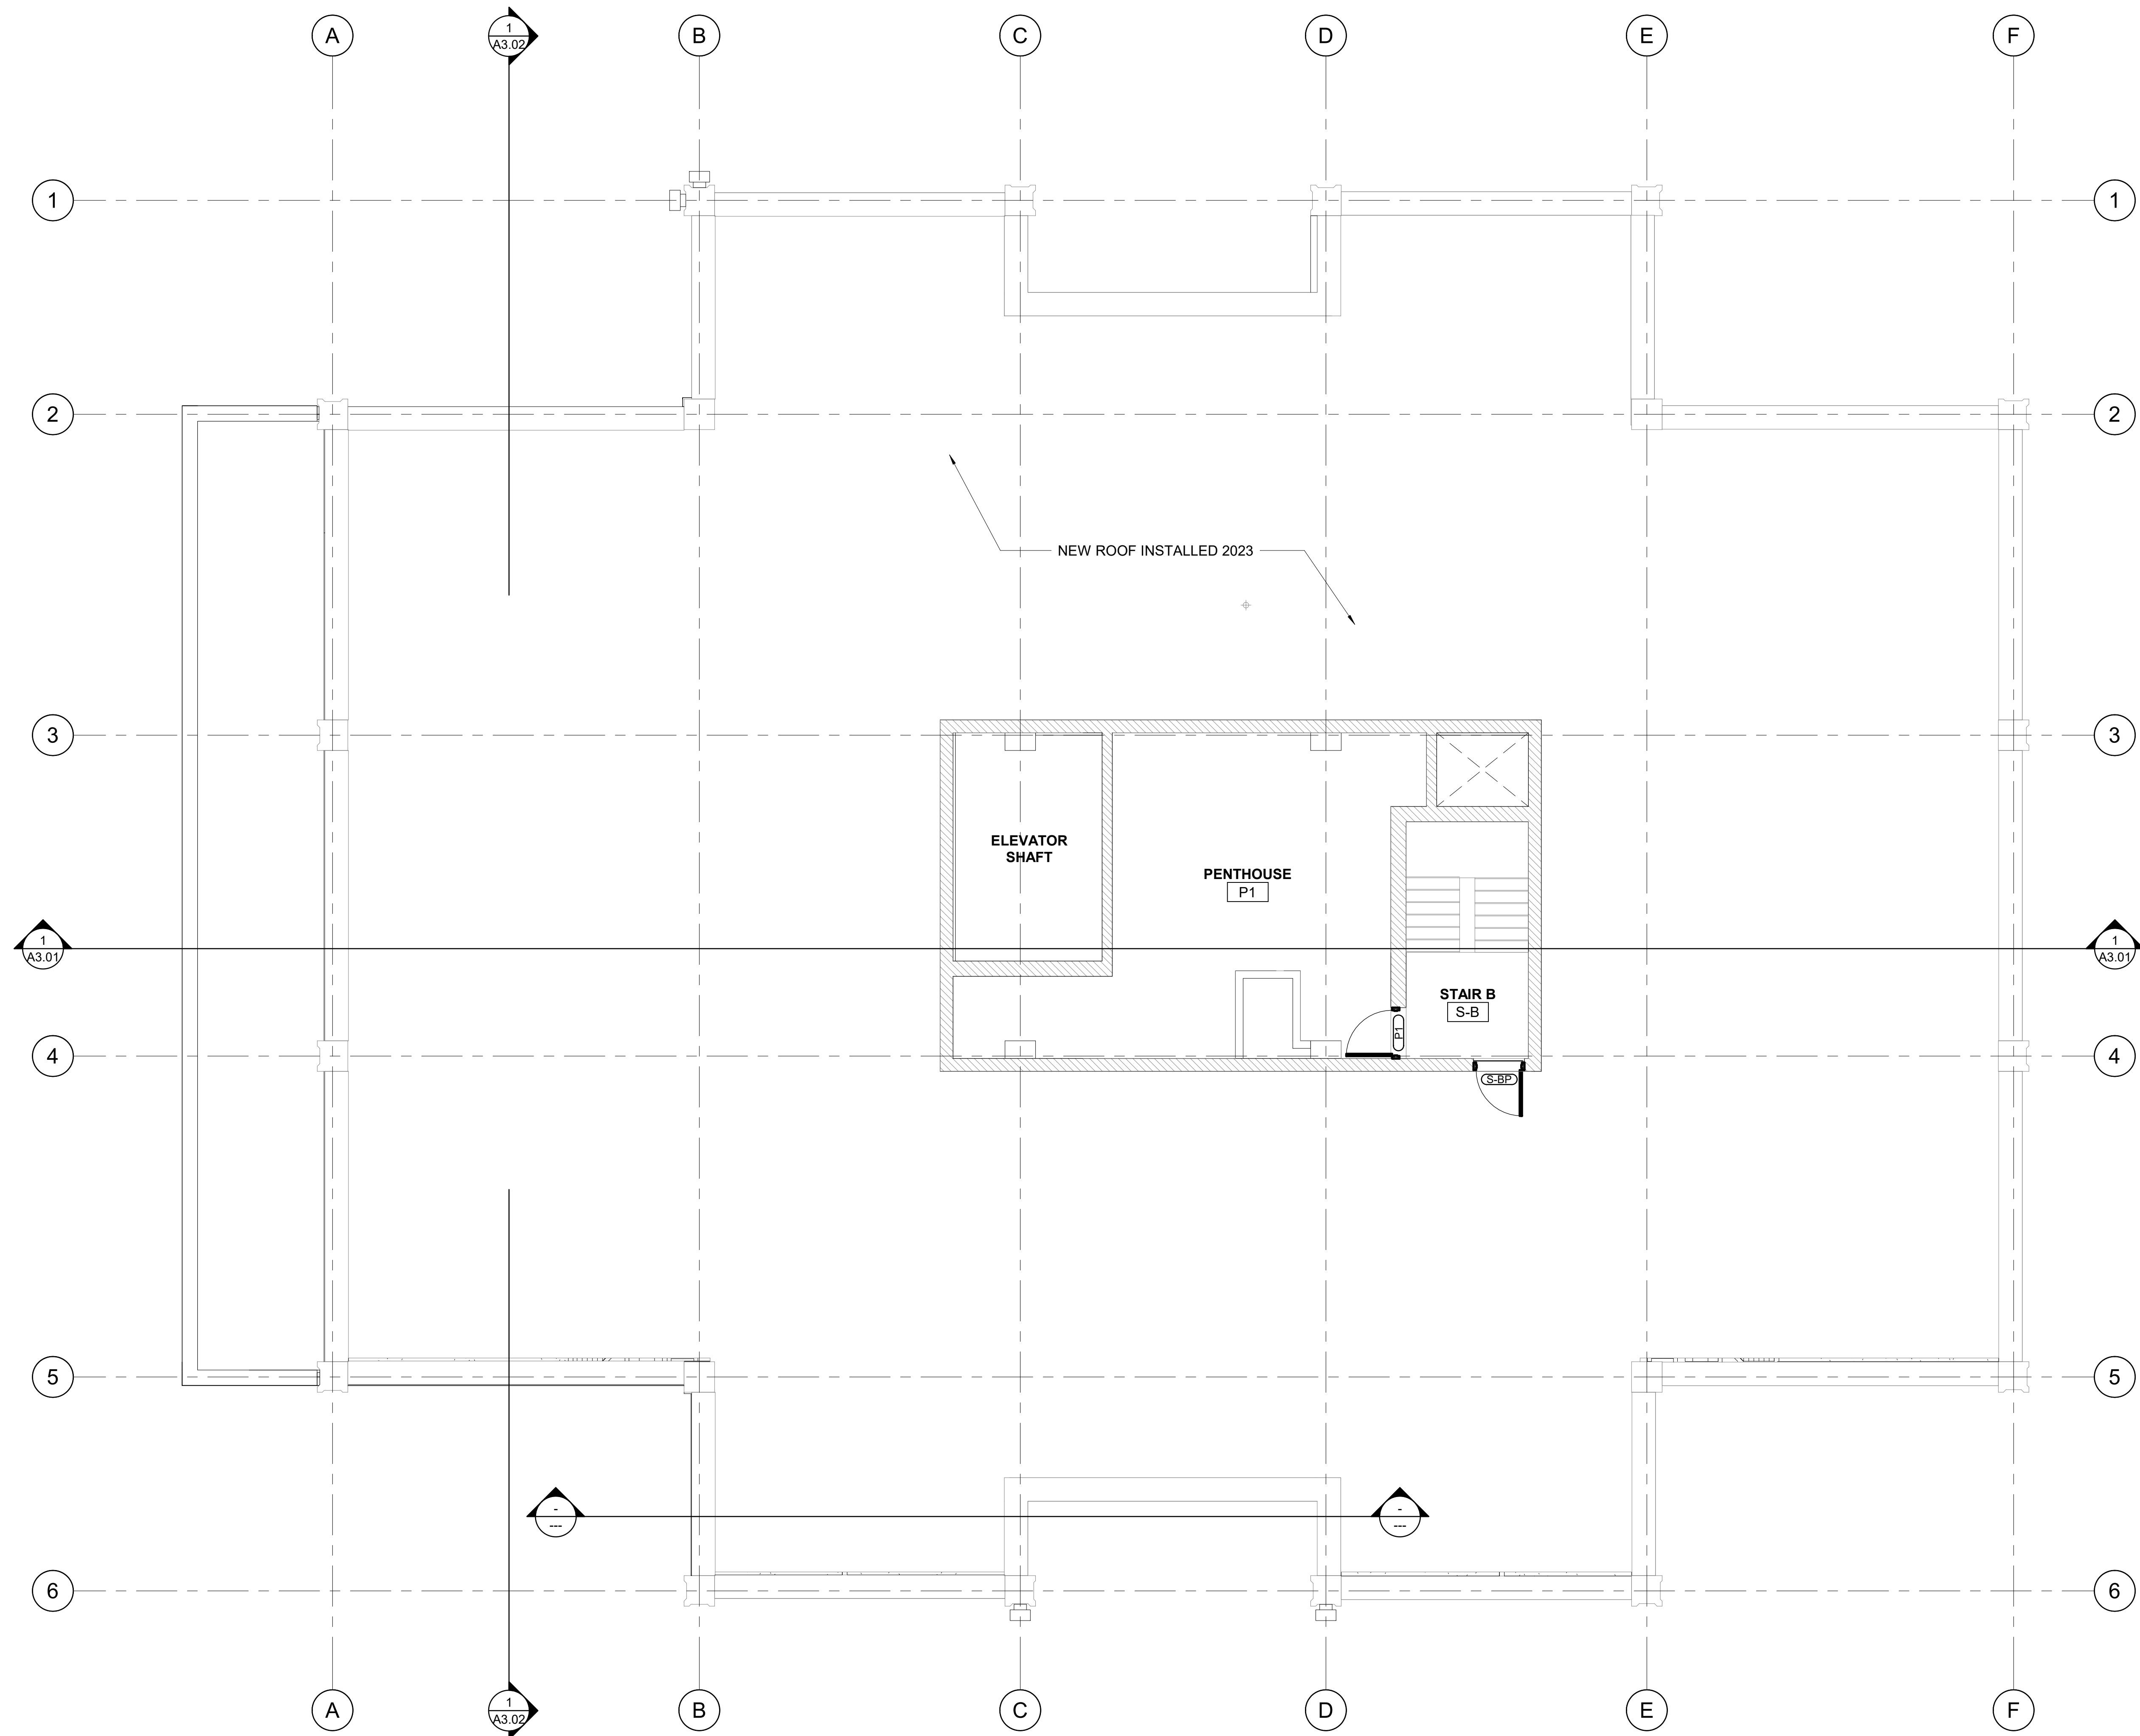 A
1
A3.02
B
C
D
E
F
1
1
2
2
NEW ROOF INSTALLED 2023
3
3
ELEVATOR
SHAFT
PENTHOUSE
P1
1
A3.01
1
A3.01
STAIR B
S-B
P1
4
4
S-BP
5
5
-
---
-
---
6
6
A
1
A3.02
B
C
D
E
F